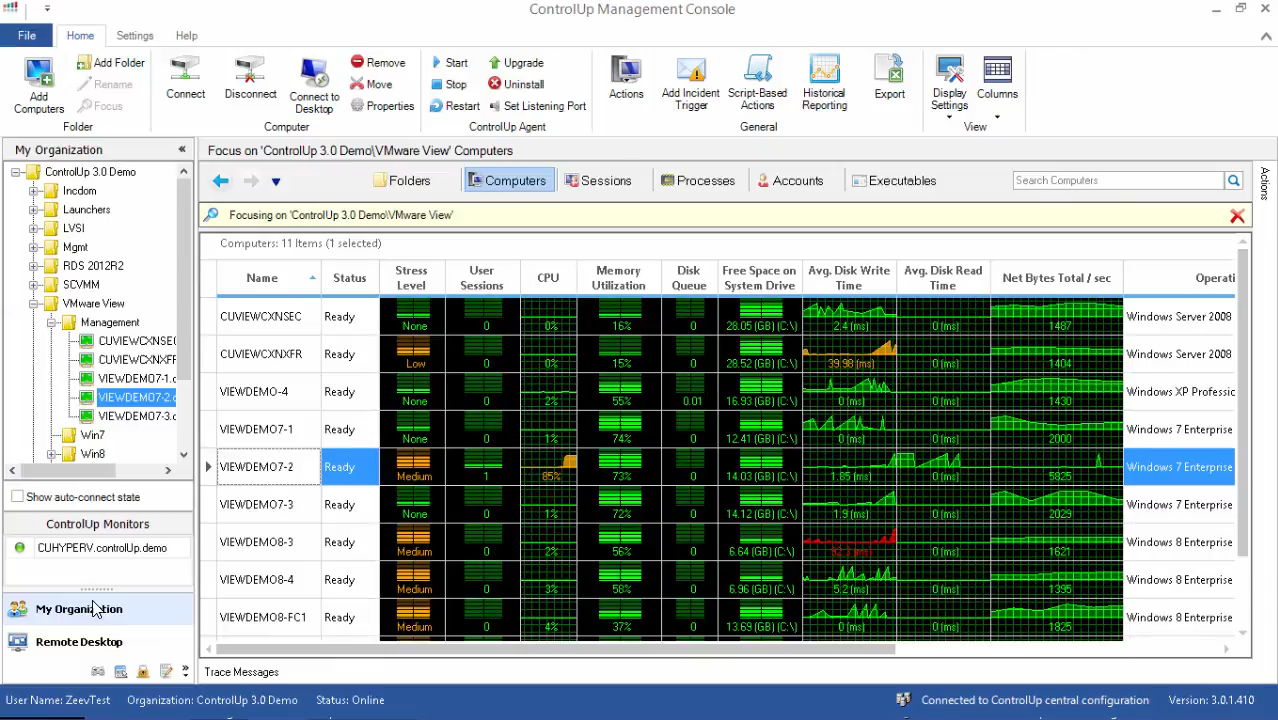 ControlUp Management Console
File Home Settings Help
Add Computers
Add Folder
Rename
Focus
Folder
Connect
Disconnect
Connect to Desktop
Remove
Move
Properties
Computer
Start
Stop
Restart
Upgrade
Uninstall
Set Listening Port
ControlUp Agent
Actions
Add Incident Trigger
Script-Based Actions
Historical Reporting
Export
General
Display Settings
Columns
View
My Organization «
ControlUp 3.0 Demo
Incdom
Launchers
LVSI
Mgmt
RDS 2012R2
SCVMM
VMware View
Management
CUVIEWCXNSEC
CUVIEWCXNXFR
VIEWDEMO7-1.c
VIEWDEMO7-2.c
VIEWDEMO7-3.c
Win7
Win8
Show auto-connect state
ControlUp Monitors
CUHYPERV.controlUp.demo
My Organization
Remote Desktop
Focus on 'ControlUp 3.0 Demo\VMware View' Computers
Folders Computers Sessions Processes Accounts Executables Search Computers
Actions
Focusing on 'ControlUp 3.0 Demo\VMware View'
Computers: 11 Items (1 selected)
Name Status Stress Level User Sessions CPU Memory Utilization Disk Queue Free Space on System Drive Avg. Disk Write Time Avg. Disk Read Time Net Bytes Total / sec Operati
CUVIEWCXNSEC Ready None 0 0% 16% 0 28.05 (GB) (C:\) 2.4 (ms) 0 (ms) 1487 Windows Server 2008
CUVIEWCXNXFR Ready Low 0 0% 15% 0 28.52 (GB) (C:\) 39.98 (ms) 0 (ms) 1404 Windows Server 2008
VIEWDEMO-4 Ready None 0 2% 55% 0.01 16.93 (GB) (C:\) 0 (ms) 0 (ms) 1430 Windows XP Professic
VIEWDEMO7-1 Ready None 0 1% 74% 0 12.41 (GB) (C:\) 0 (ms) 0 (ms) 2000 Windows 7 Enterprise
VIEWDEMO7-2 Ready Medium 1 85% 73% 0 14.03 (GB) (C:\) 1.85 (ms) 0 (ms) 5825 Windows 7 Enterprise
VIEWDEMO7-3 Ready None 0 1% 72% 0 14.12 (GB) (C:\) 1.9 (ms) 0 (ms) 2029 Windows 7 Enterprise
VIEWDEMO8-3 Ready Medium 0 2% 56% 0 6.64 (GB) (C:\) (ms) 0 (ms) 1621 Windows 8 Enterprise
VIEWDEMO8-4 Ready Medium 0 3% 58% 0 6.96 (GB) (C:\) 5.2 (ms) 0 (ms) 1395 Windows 8 Enterprise
VIEWDEMO8-FC1 Ready Medium 0 4% 37% 0 13.69 (GB) (C:\) 0 (ms) 0 (ms) 1825 Windows 8 Enterprise
Trace Messages
User Name: ZeevTest Organization: ControlUp 3.0 Demo Status: Online Connected to ControlUp central configuration Version: 3.0.1.410